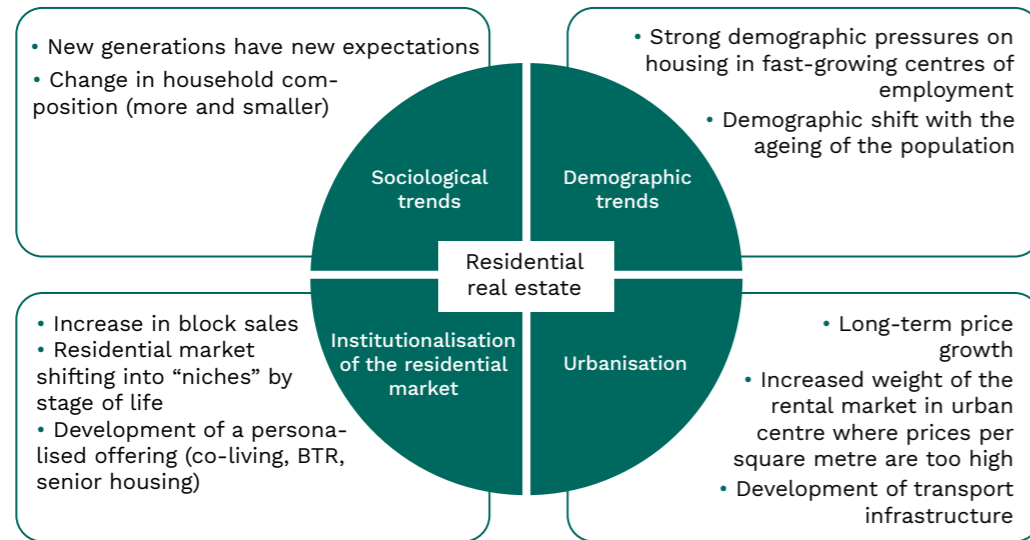 • New generations have new expectations
• Change in household com-
position (more and smaller)
• Strong demographic pressures on
housing in fast-growing centres of
employment
• Demographic shift with the
ageing of the population
Sociological
trends
Demographic
trends
Residential
real estate
Institutionalisation
of the residential
market
Urbanisation
• Increase in block sales
• Residential market
shifting into “niches” by
stage of life
• Development of a persona-
lised offering (co-living, BTR,
senior housing)
• Long-term price
growth
• Increased weight of the
rental market in urban
centre where prices per
square metre are too high
• Development of transport
infrastructure